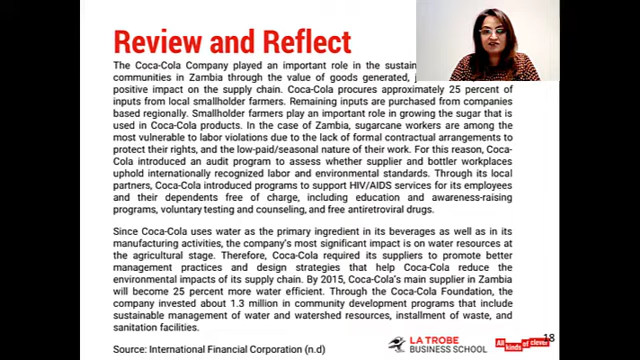 Review and Reflect
The Coca-Cola Company played an important role in the
communities in Zambia through the value of goods generated,
positive impact on the supply chain. Coca-Cola procures approximately 25 percent of
inputs from local smallholder farmers. Remaining inputs are purchased from companies
based regionally. Smallholder farmers play an important role in growing the sugar that is
used in Coca-Cola products. In the case of Zambia, sugarcane workers are among the
most vulnerable to labor violations due to the lack of formal contractual arrangements to
protect their rights, and the low-paid/seasonal nature of their work. For this reason, Coca-
Cola introduced an audit program to assess whether supplier and bottler workplaces
uphold internationally recognized labor and environmental standards. Through its local
partners, Coca-Cola introduced programs to support HIV/AIDS services for its employees
and their dependents free of charge, including education and awareness-raising
programs, voluntary testing and counseling, and free antiretroviral drugs.
Since Coca-Cola uses water as the primary ingredient in its beverages as well as in its
manufacturing activities, the company's most significant impact is on water resources at
the agricultural stage. Therefore, Coca-Cola required its suppliers to promote better
management practices and design strategies that help Coca-Cola reduce the
environmental impacts of its supply chain. By 2015, Coca-Cola's main supplier in Zambia
will become 25 percent more water efficient. Through the Coca-Cola Foundation, the
company invested about 1.3 million in community development programs that include
sustainable management of water and watershed resources, installment of waste, and
sanitation facilities.
Source: International Financial Corporation (n.d)
LA TROBE
BUSINESS SCHOOL
All kinds of clever
18